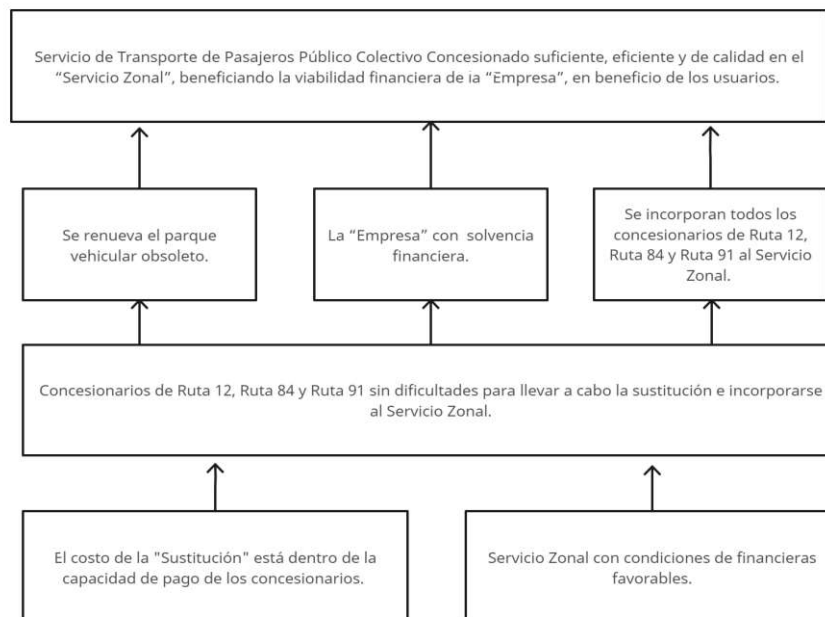 Servicio de Transporte de Pasajeros Público Colectivo Concesionado suficiente, eficiente y de calidad en el
“Servicio Zonal”, beneficiando la viabilidad financiera de ia “Empresa”, en beneficio de los usuarios.
Se renueva el parque
vehicular obsoleto.
La “Empresa” con solvencia
financiera.
Se incorporan todos los
concesionarios de Ruta 12,
Ruta 84 y Ruta 91 al Servicio
Zonal.
Concesionarios de Ruta 12, Ruta 84 y Ruta 91 sin dificultades para llevar a cabo la sustitución e incorporarse
al Servicio Zonal.
El costo de la "Sustitución" está dentro de la
capacidad de pago de los concesionarios.
Servicio Zonal con condiciones de financieras
favorables.